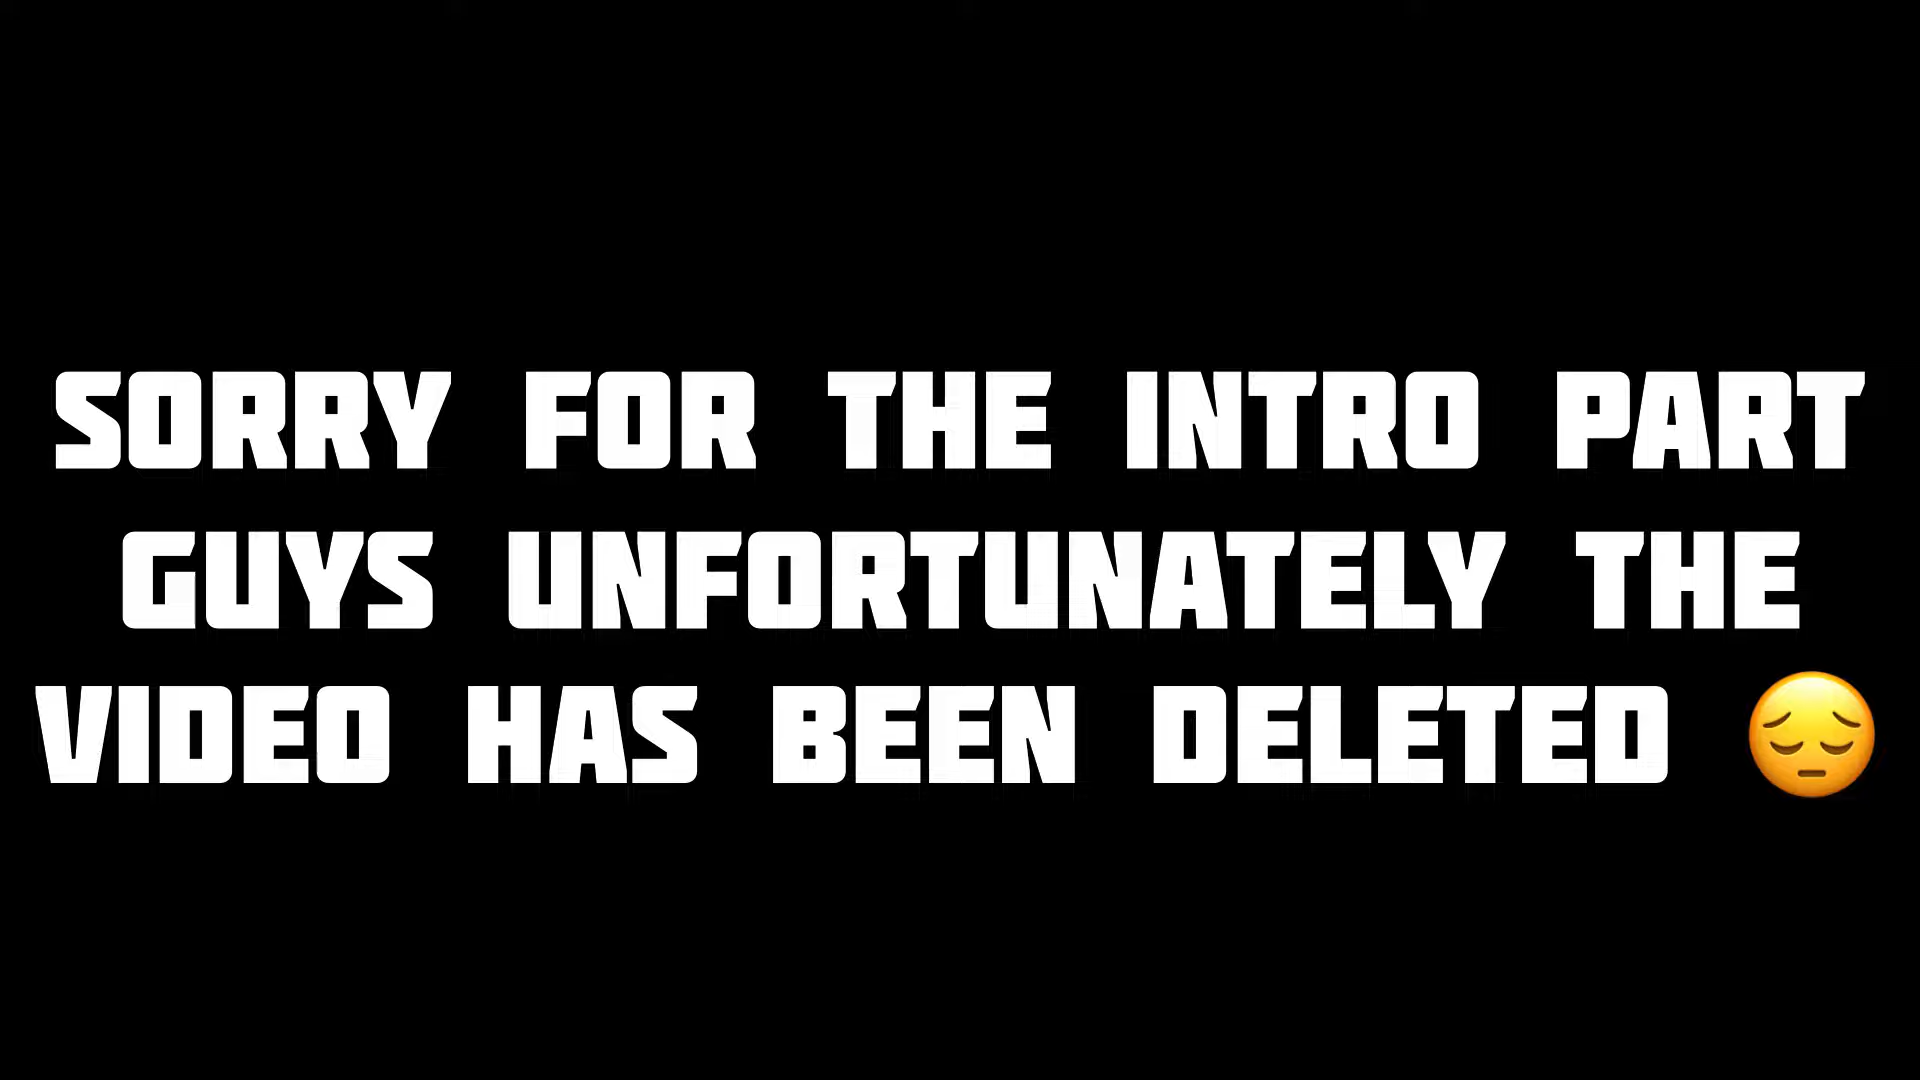 SORRY FOR THE INTRO PART
GUYS UNFORTUNATELY THE
VIDEO HAS BEEN DELETED 😔